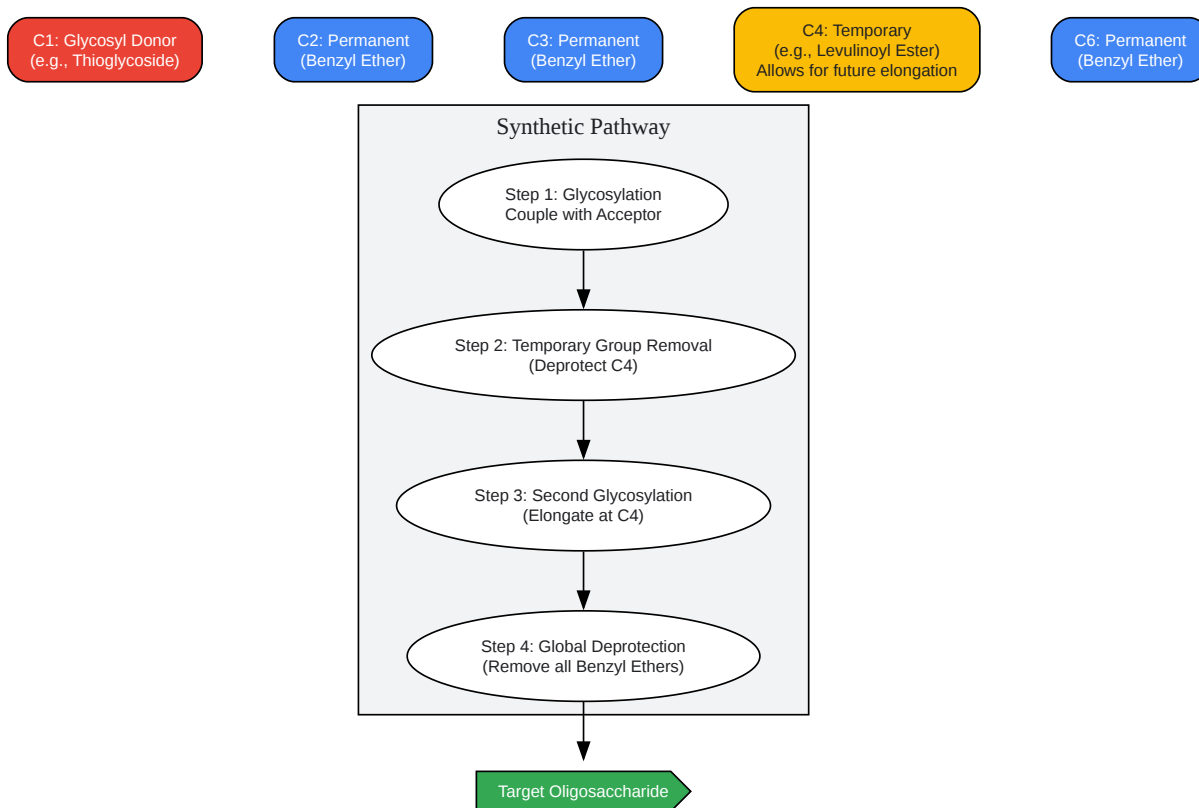 C1: Glycosyl Donor
(e.g., Thioglycoside)
C2: Permanent
(Benzyl Ether)
C3: Permanent
(Benzyl Ether)
C4: Temporary
(e.g., Levulinoyl Ester)
Allows for future elongation
C6: Permanent
(Benzyl Ether)
Synthetic Pathway
Step 1: Glycosylation
Couple with Acceptor
Step 2: Temporary Group Removal
(Deprotect C4)
Step 3: Second Glycosylation
(Elongate at C4)
Step 4: Global Deprotection
(Remove all Benzyl Ethers)
Target Oligosaccharide